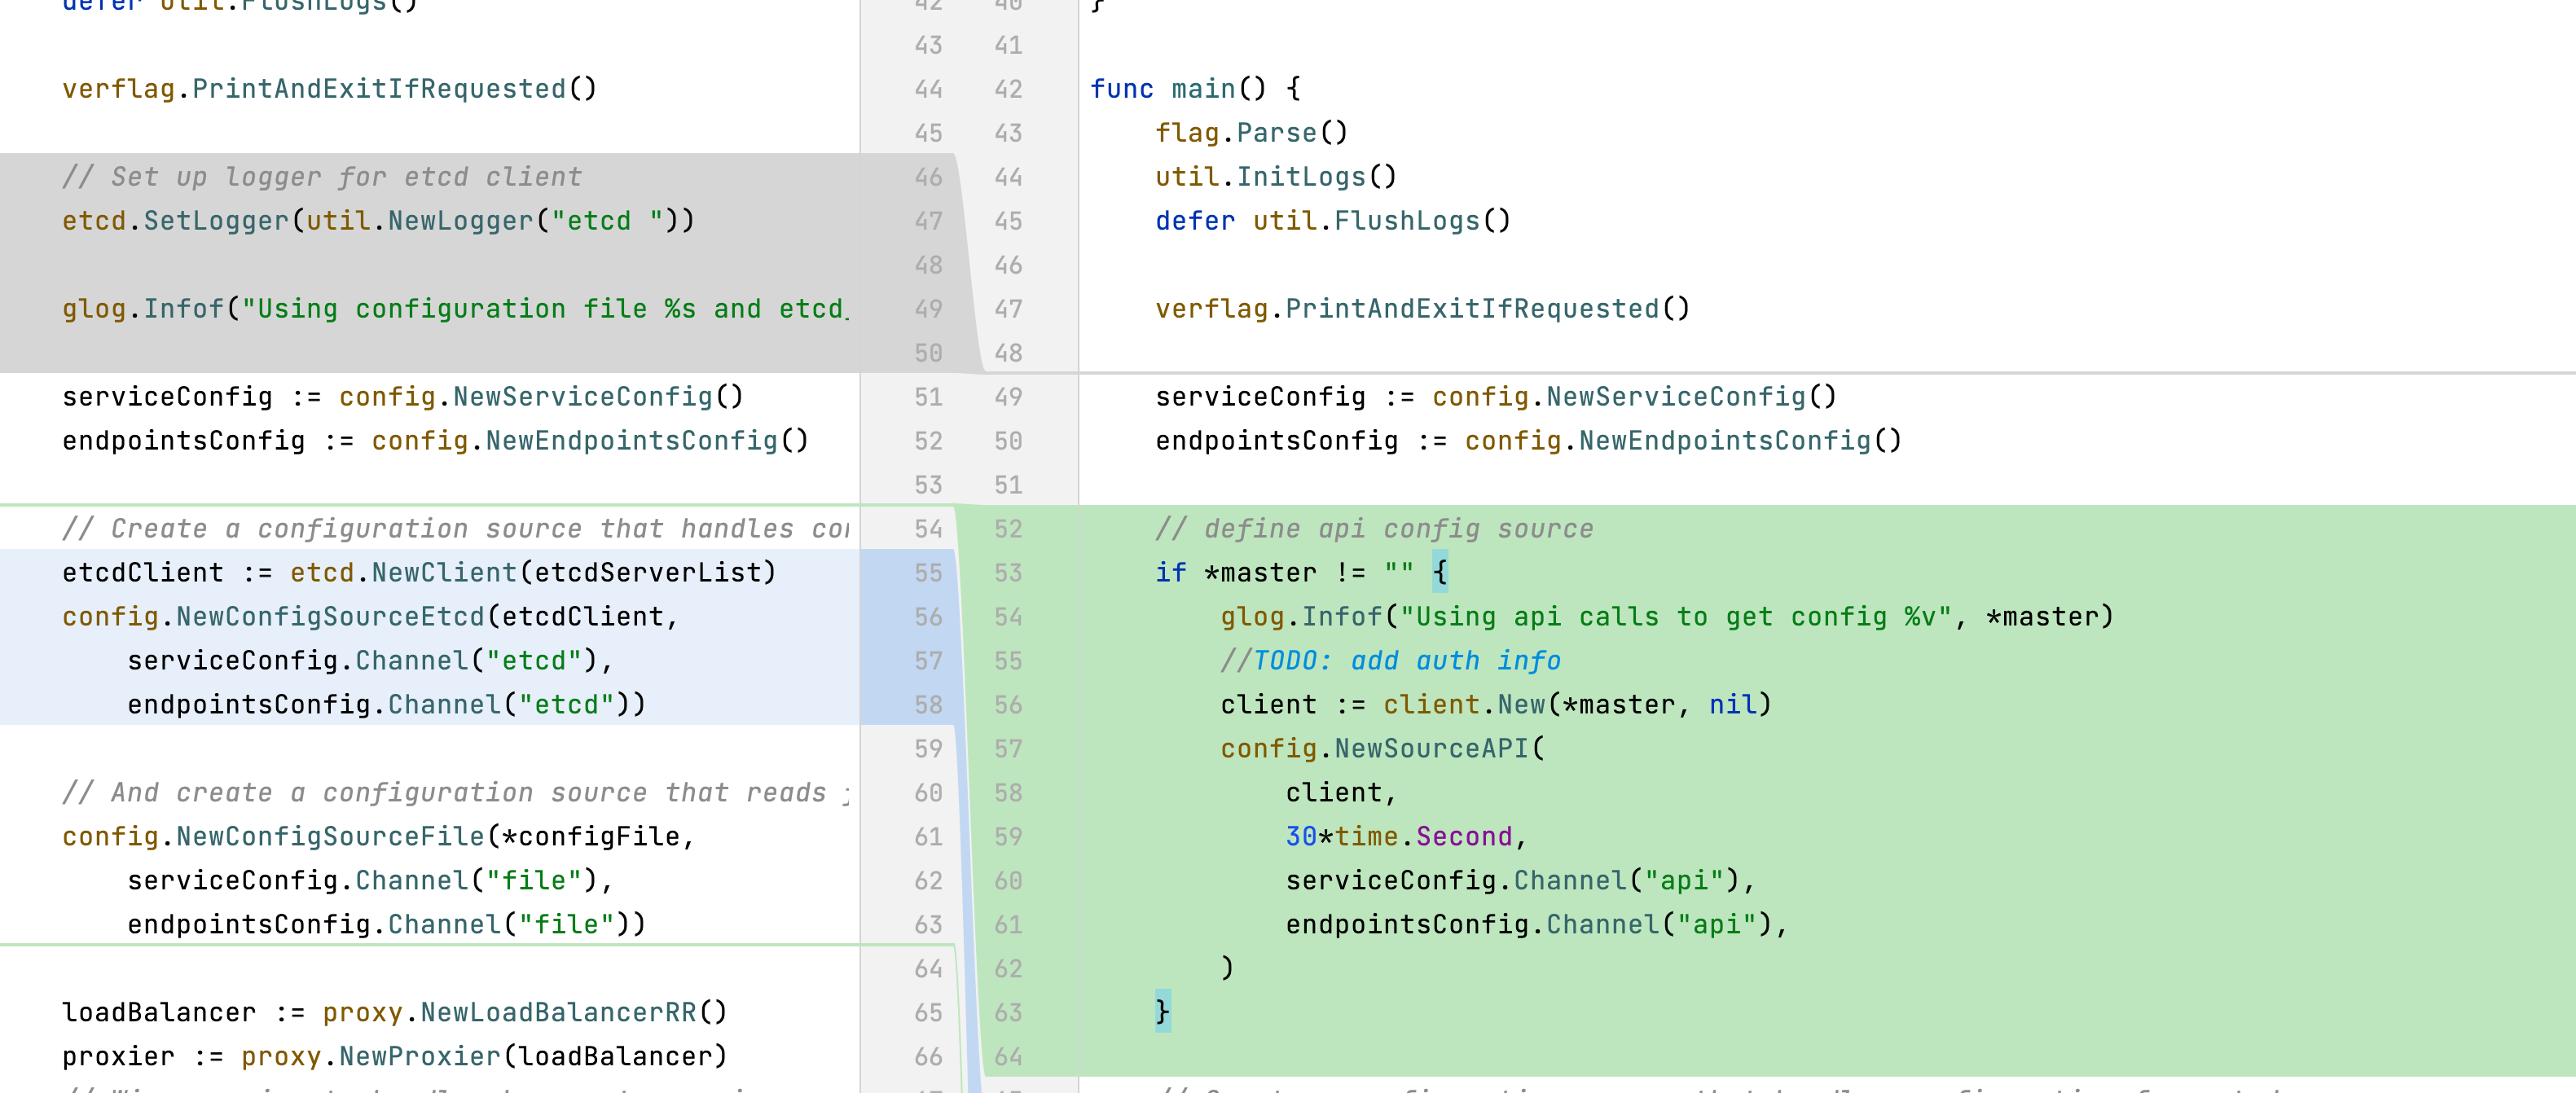 defer util.FlushLogs() 42
43
verflag.PrintAndExitIfRequested() 44
45
// Set up logger for etcd client 46
etcd.SetLogger(util.NewLogger("etcd ")) 47
48
glog.Infof("Using configuration file %s and etcd_ 49
50
serviceConfig := config.NewServiceConfig() 51
endpointsConfig := config.NewEndpointsConfig() 52
53
// Create a configuration source that handles 54
etcdClient := etcd.NewClient(etcdServerList) 55
config.NewConfigSourceEtcd(etcdClient, 56
serviceConfig.Channel("etcd"), 57
endpointsConfig.Channel("etcd")) 58
59
// And create a configuration source that reads 60
config.NewConfigSourceFile(*configFile, 61
serviceConfig.Channel("file"), 62
endpointsConfig.Channel("file")) 63
64
loadBalancer := proxy.NewLoadBalancerRR() 65
proxier := proxy.NewProxier(loadBalancer) 66
40 }
41
42 func main() {
43 flag.Parse()
44 util.InitLogs()
45 defer util.FlushLogs()
46
47 verflag.PrintAndExitIfRequested()
48
49 serviceConfig := config.NewServiceConfig()
50 endpointsConfig := config.NewEndpointsConfig()
51
52 // define api config source
53 if *master != "" {
54 glog.Infof("Using api calls to get config %v", *master)
55 //TODO: add auth info
56 client := client.New(*master, nil)
57 config.NewSourceAPI(
58 client,
59 30*time.Second,
60 serviceConfig.Channel("api"),
61 endpointsConfig.Channel("api"),
62 )
63 }
64